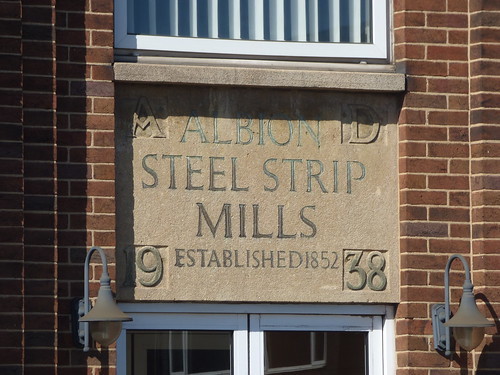 A ALBION D
STEEL STRIP
MILLS
19 ESTABLISHED 1852 38